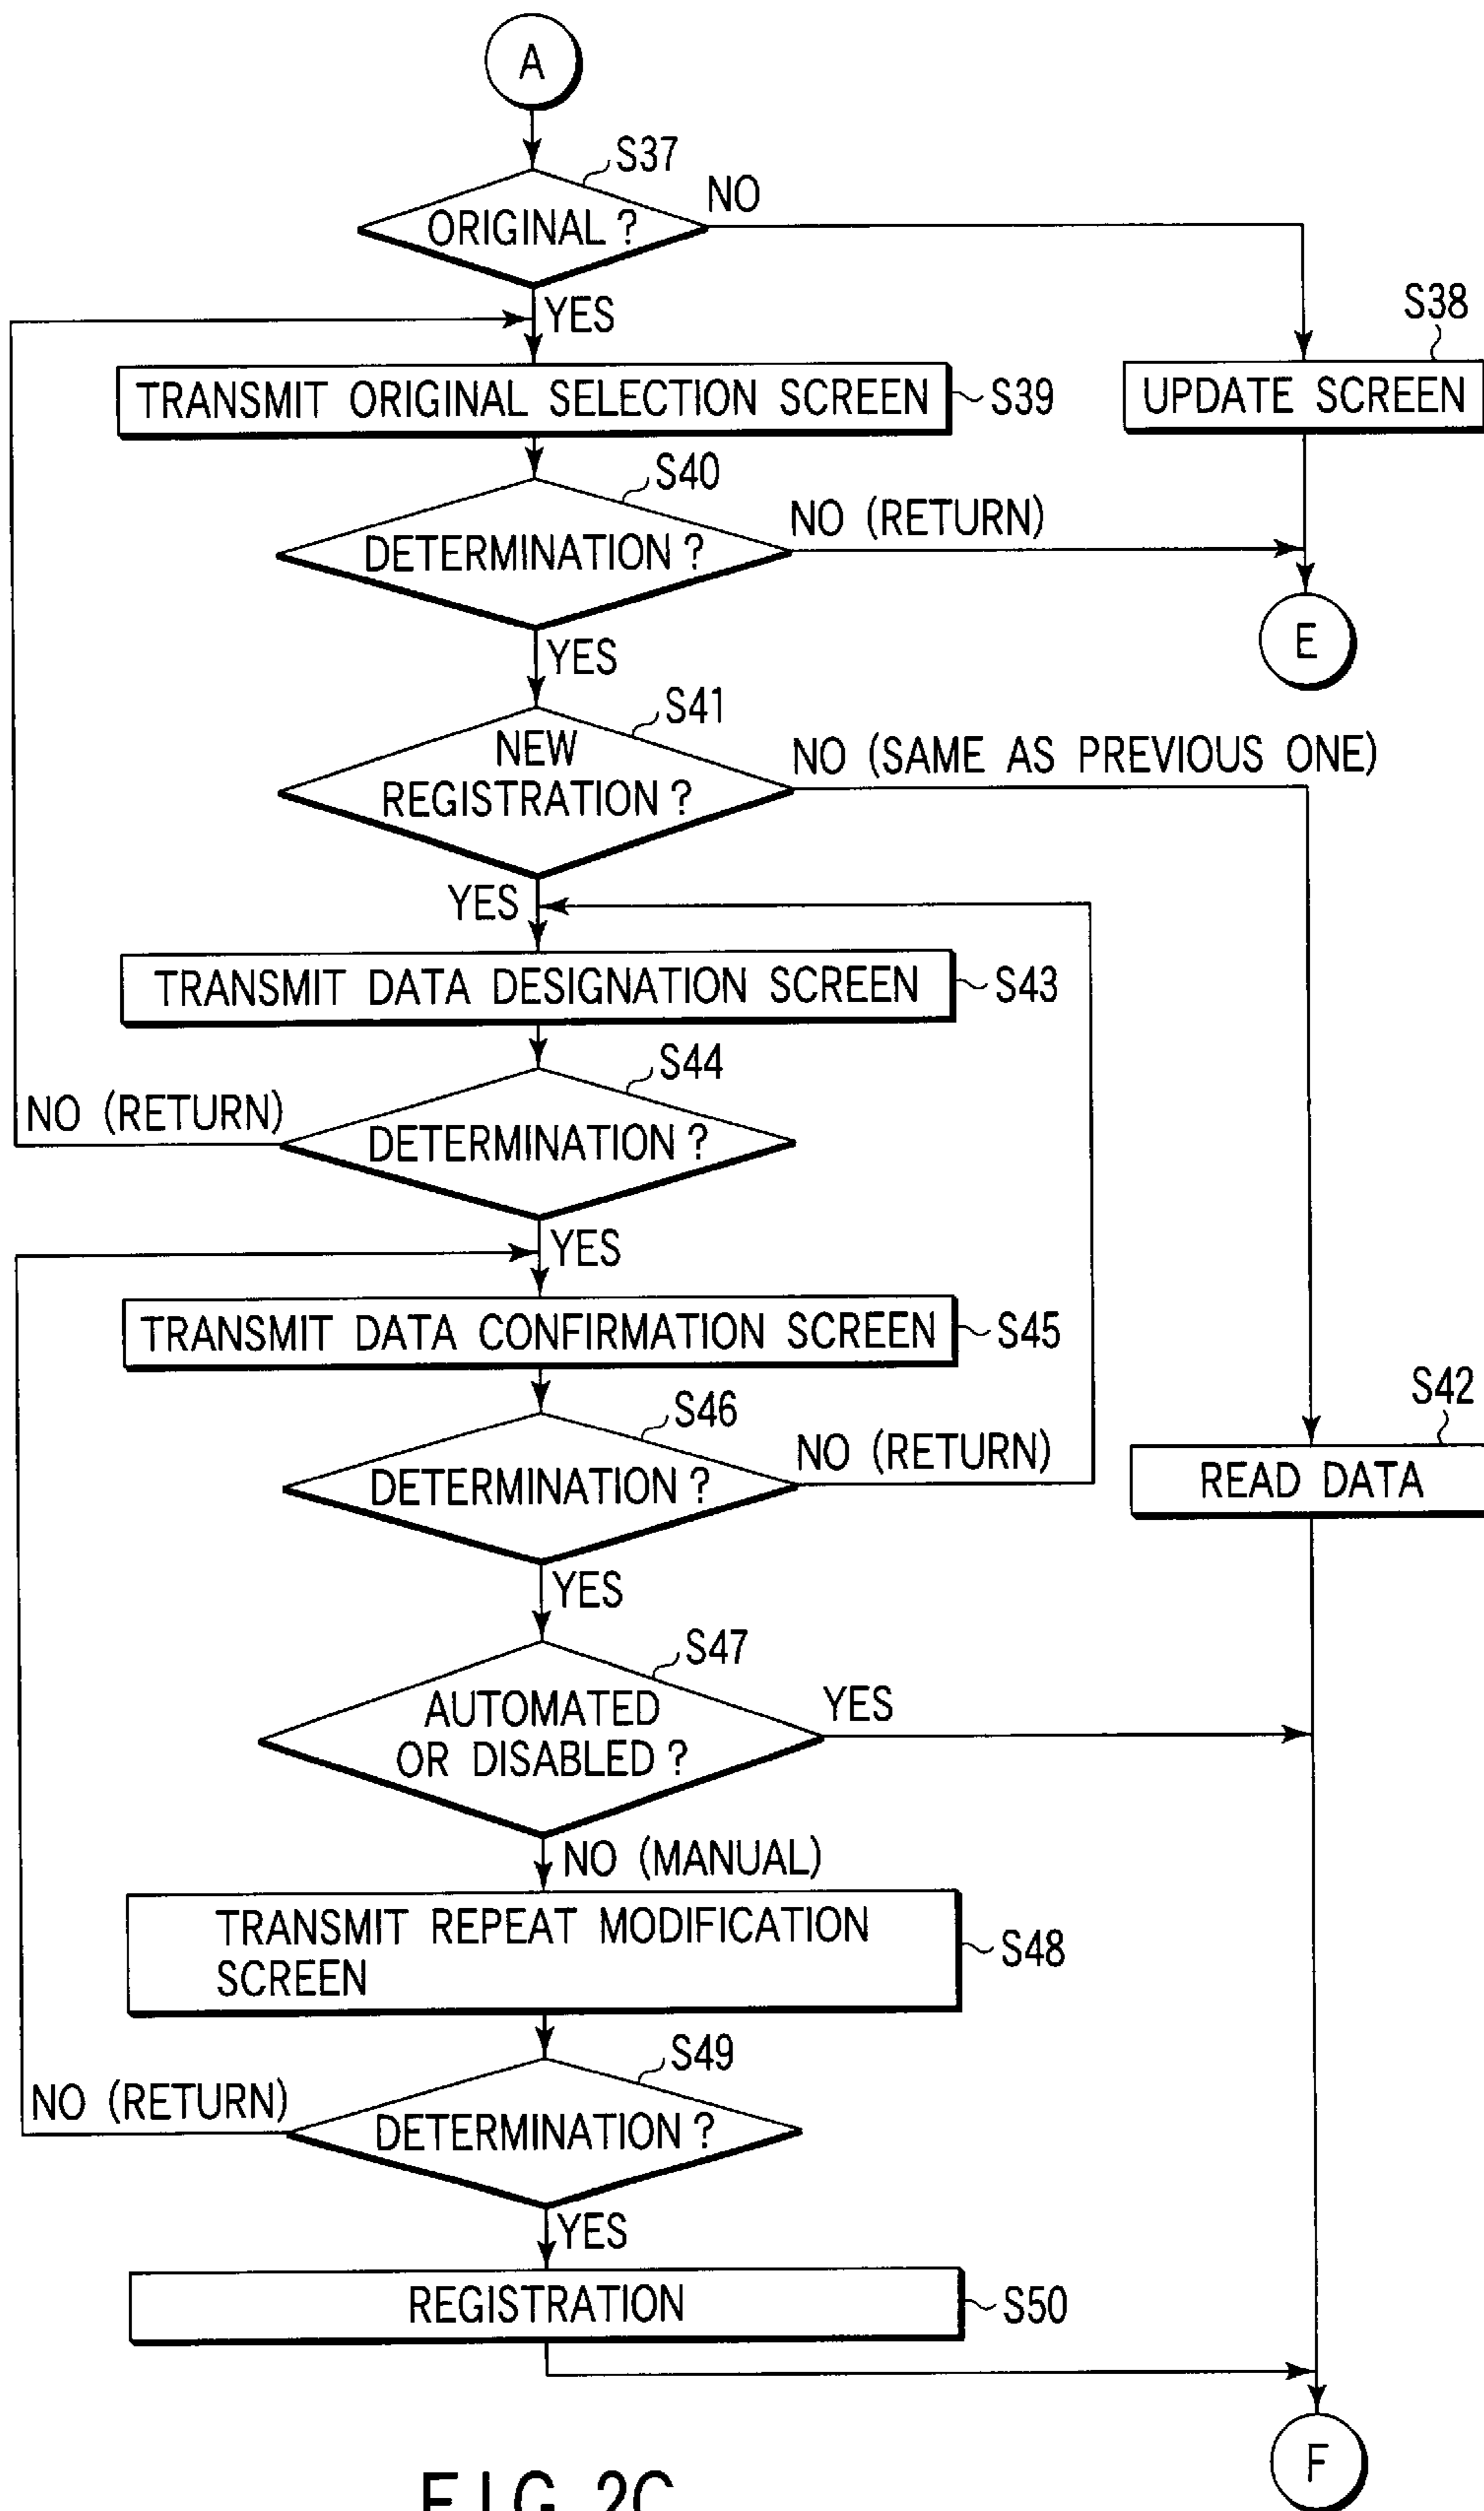 A
S37
ORIGINAL ?
NO
YES
S38
TRANSMIT ORIGINAL SELECTION SCREEN
S39
UPDATE SCREEN
S40
DETERMINATION ?
NO (RETURN)
E
YES
S41
NEW
REGISTRATION ?
NO (SAME AS PREVIOUS ONE)
YES
TRANSMIT DATA DESIGNATION SCREEN
S43
S44
NO (RETURN)
DETERMINATION ?
YES
TRANSMIT DATA CONFIRMATION SCREEN
S45
S42
S46
DETERMINATION ?
NO (RETURN)
READ DATA
YES
S47
AUTOMATED
OR DISABLED ?
YES
NO (MANUAL)
TRANSMIT REPEAT MODIFICATION
SCREEN
S48
S49
NO (RETURN)
DETERMINATION ?
YES
REGISTRATION
S50
F